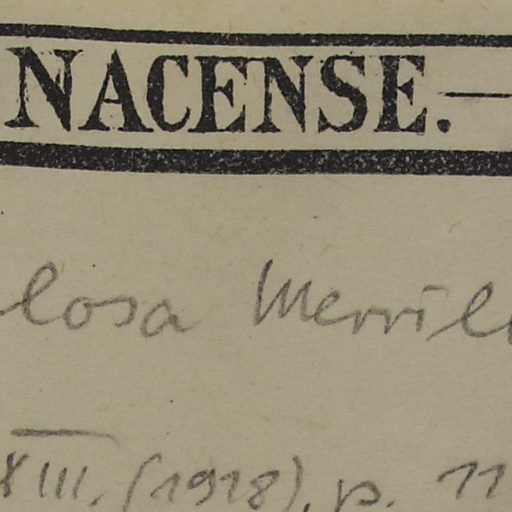 NACENSE.—
losa Merrill
XIII. (1918). p. 11